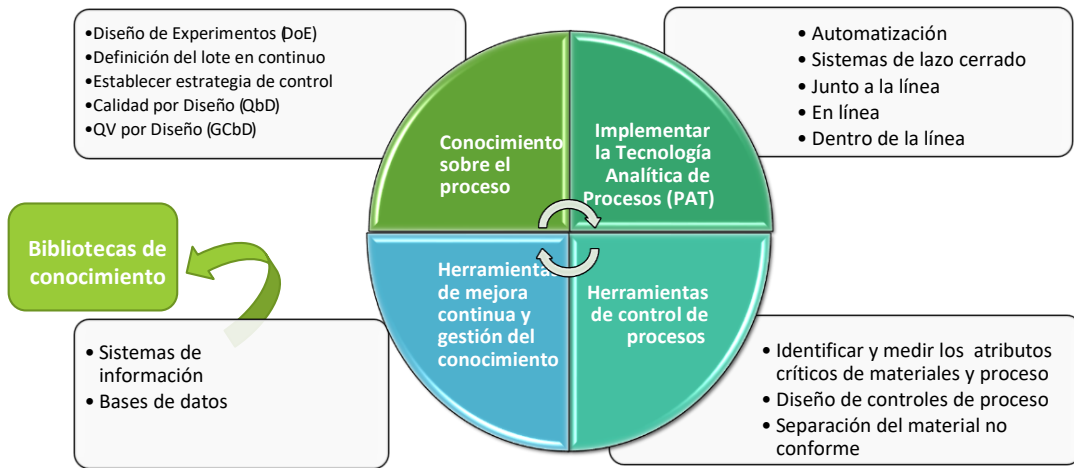 •Diseño de Experimentos (DoE)
•Definición del lote en continuo
•Establecer estrategia de control
•Calidad por Diseño (QbD)
•QV por Diseño (GCbD)
• Automatización
• Sistemas de lazo cerrado
• Junto a la línea
• En línea
• Dentro de la línea
Conocimiento
sobre el
proceso
Implementar
la Tecnología
Analítica de
Procesos (PAT)
Bibliotecas de
conocimiento
Herramientas
de mejora
continua y
gestión del
conocimiento
Herramientas
de control de
procesos
• Sistemas de
información
• Bases de datos
• Identificar y medir los atributos
críticos de materiales y proceso
• Diseño de controles de proceso
• Separación del material no
conforme